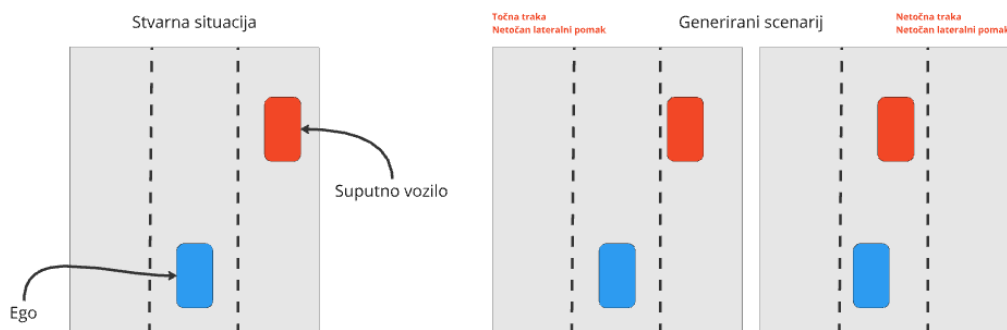 Stvarna situacija
Točna traka
Netočan lateralni pomak
Generirani scenarij
Netočna traka
Netočan lateralni pomak
Suputno vozilo
Ego